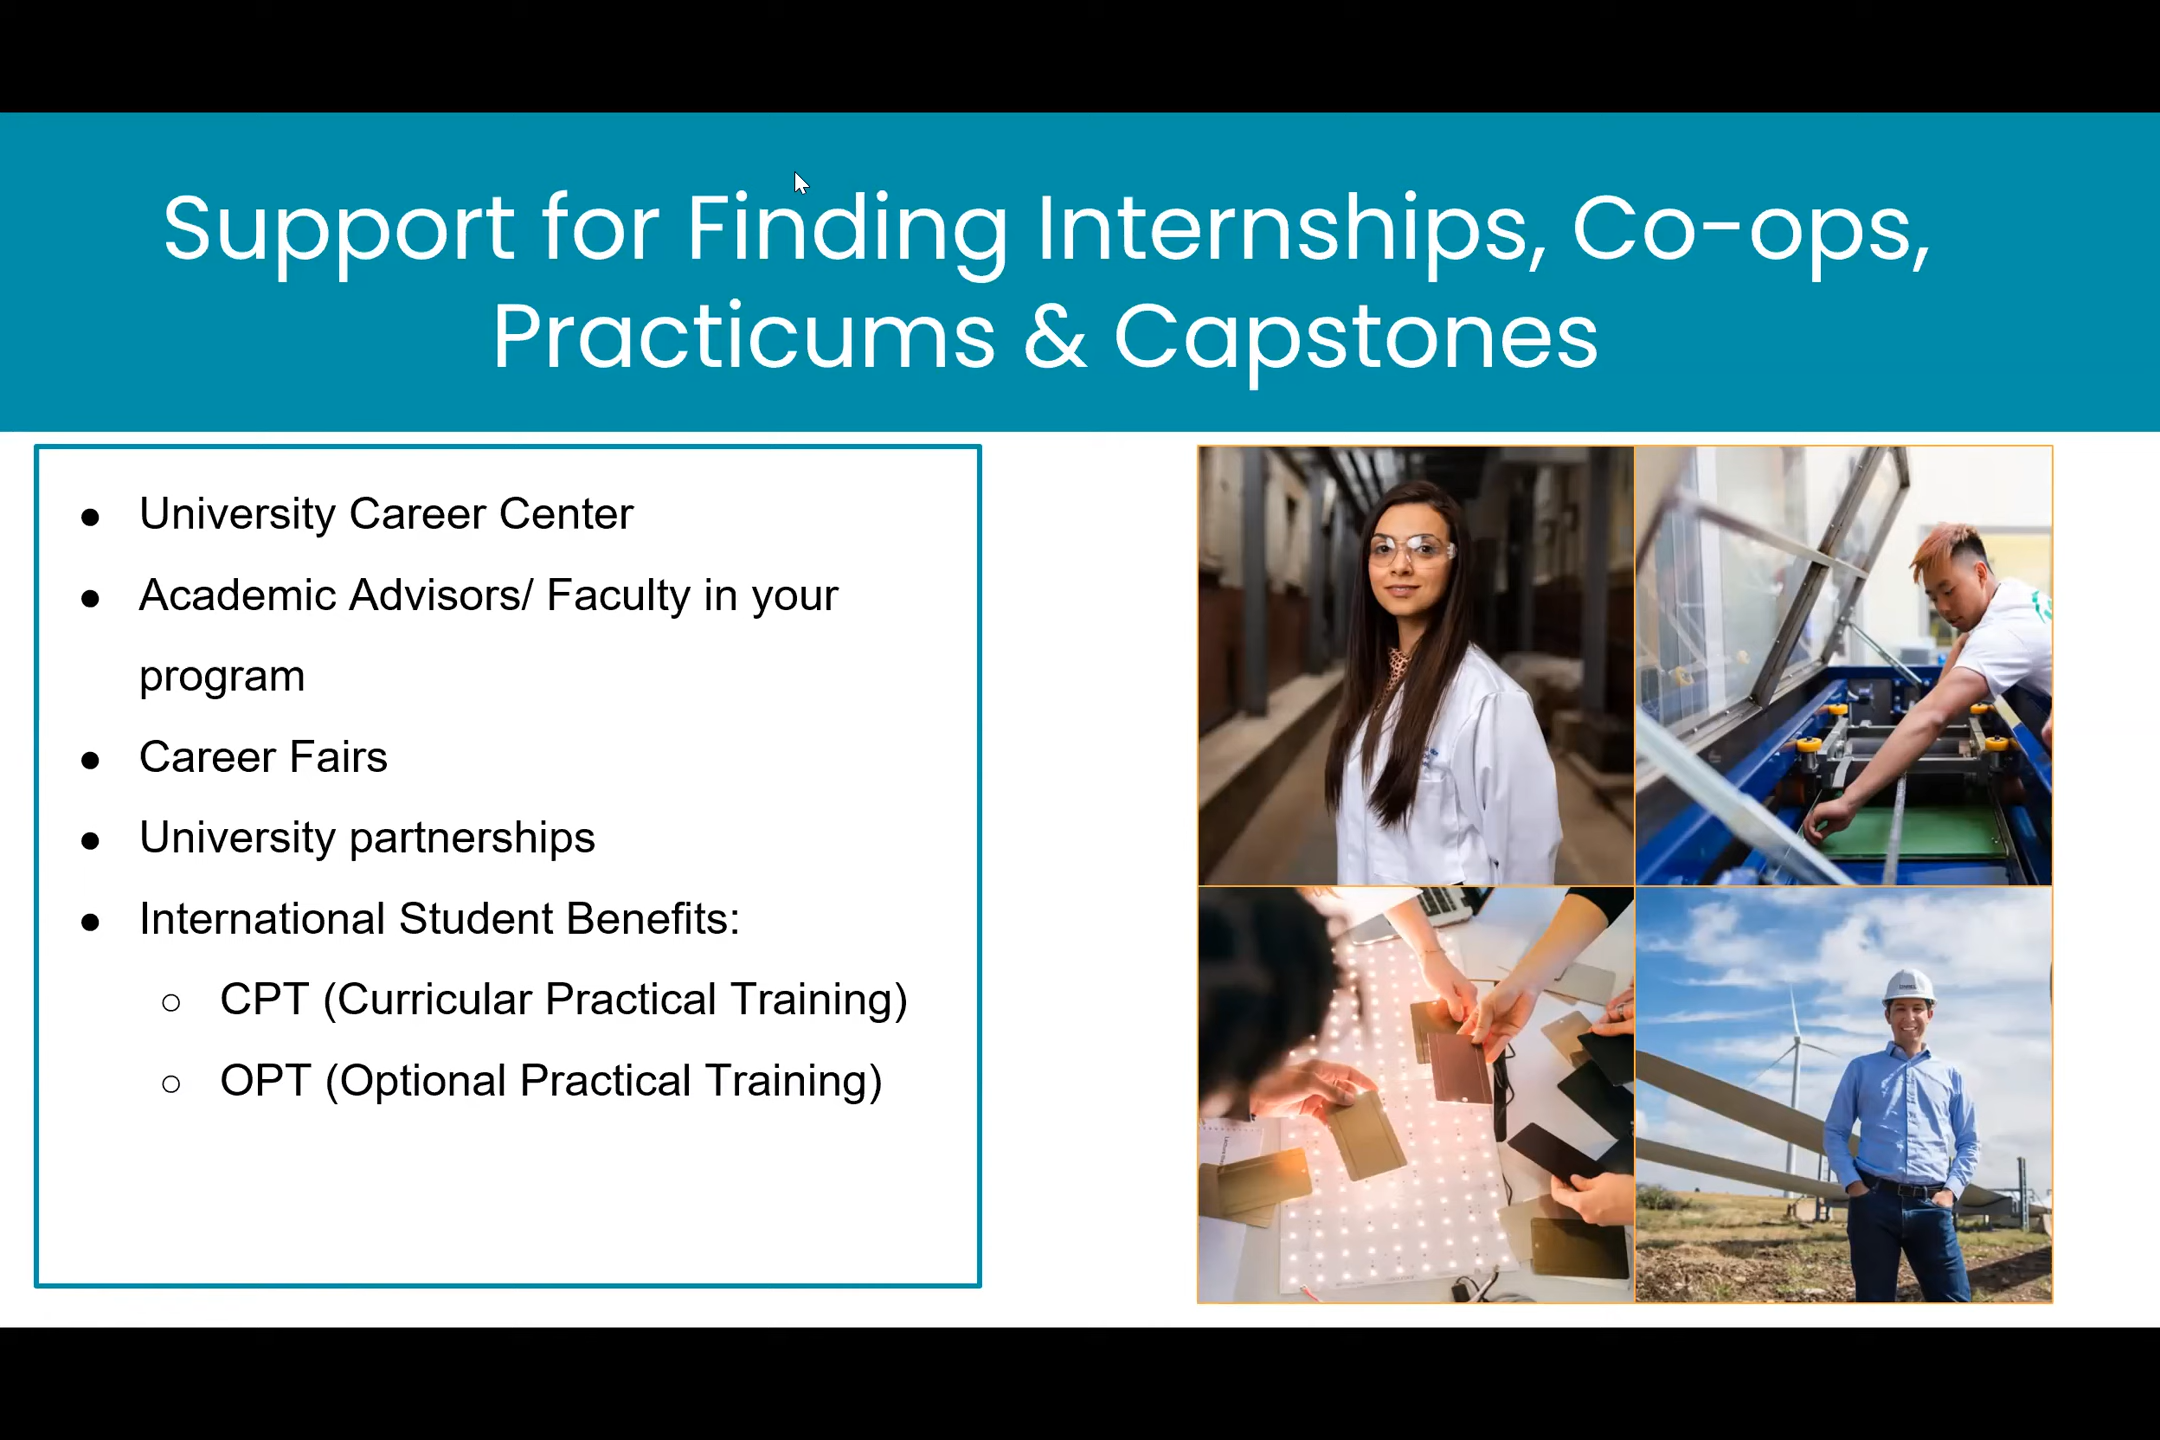 Support for Finding Internships, Co-ops,
Practicums & Capstones
● University Career Center
● Academic Advisors/ Faculty in your
program
● Career Fairs
● University partnerships
● International Student Benefits:
○ CPT (Curricular Practical Training)
○ OPT (Optional Practical Training)